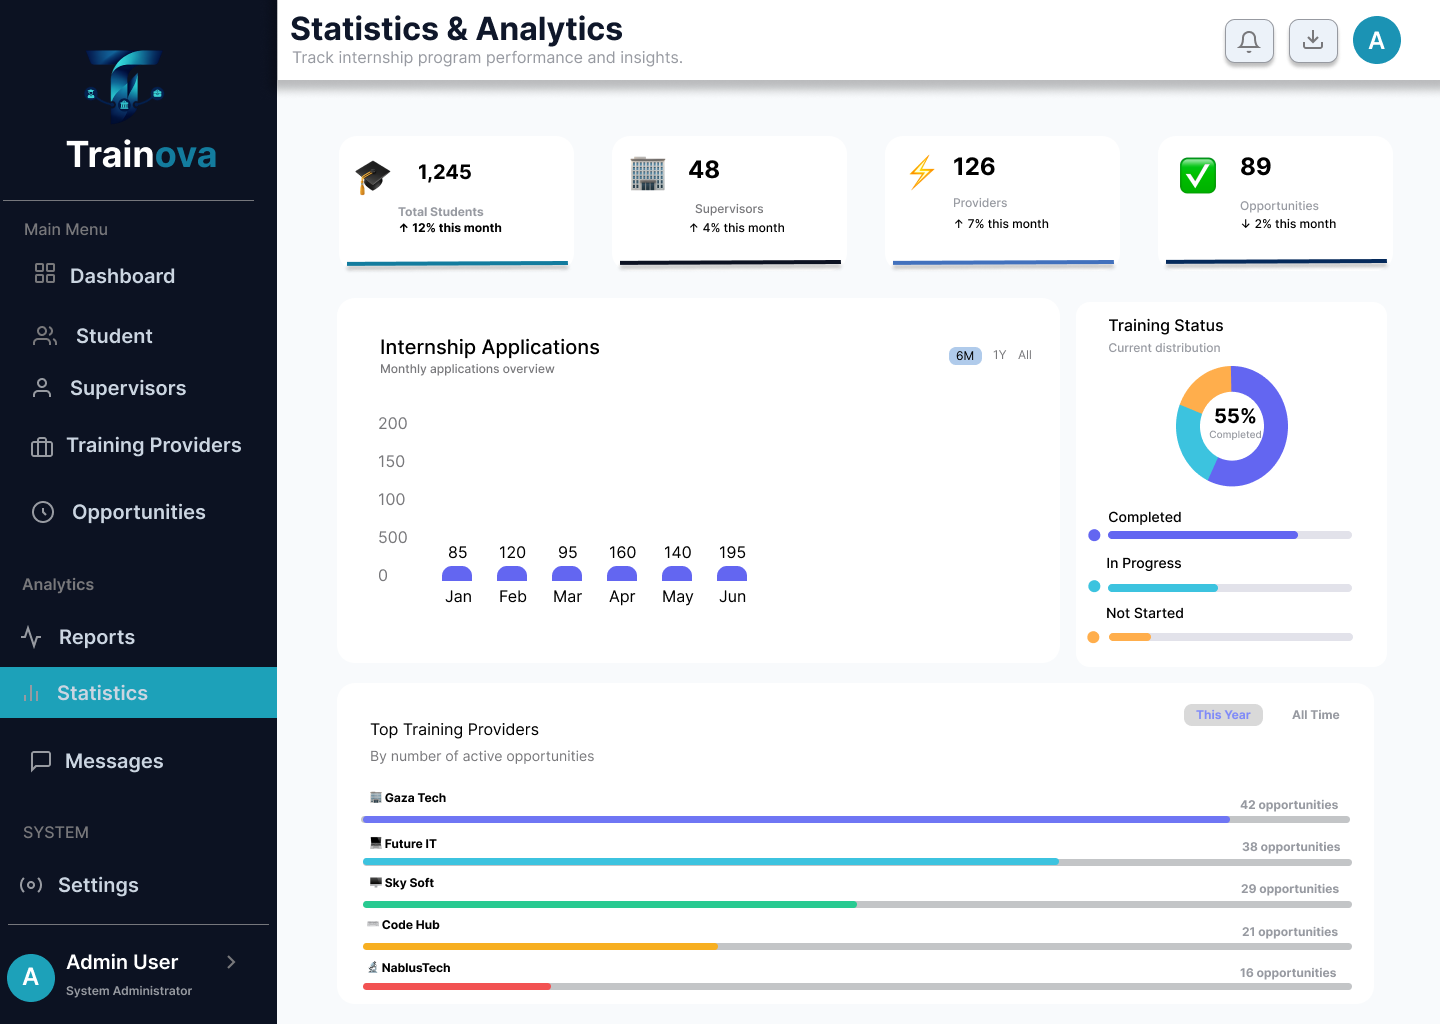 Trainova
Main Menu
Dashboard
Student
Supervisors
Training Providers
Opportunities
Analytics
Reports
Statistics
Messages
SYSTEM
Settings
A
Admin User
System Administrator
Statistics & Analytics
Track internship program performance and insights.
A
1,245
Total Students
↑ 12% this month
48
Supervisors
↑ 4% this month
126
Providers
↑ 7% this month
89
Opportunities
↓ 2% this month
Internship Applications
Monthly applications overview
6M 1Y All
200
150
100
500
0
85 120 95 160 140 195
Jan Feb Mar Apr May Jun
Training Status
Current distribution
55%
Completed
Completed
In Progress
Not Started
Top Training Providers
By number of active opportunities
This Year All Time
Gaza Tech 42 opportunities
Future IT 38 opportunities
Sky Soft 29 opportunities
Code Hub 21 opportunities
NablusTech 16 opportunities